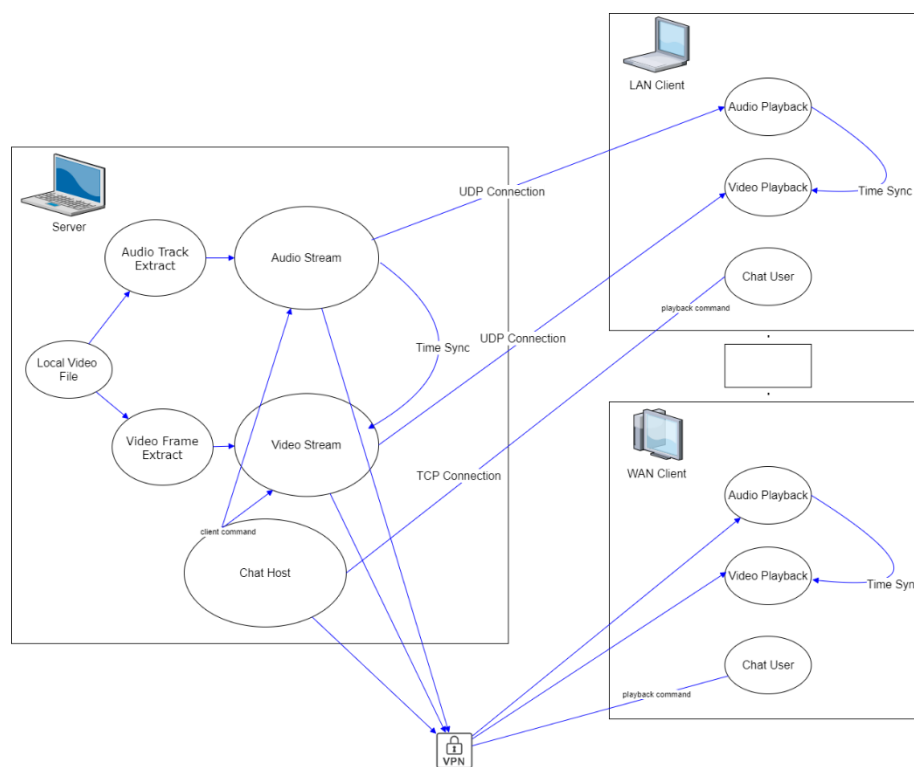 LAN Client
Audio Playback
Time Sync
Video Playback
UDP Connection
Server
Audio Track
Extract
Audio Stream
Chat User
playback command
UDP Connection
Time Sync
Local Video
File
Video Frame
Extract
Video Stream
TCP Connection
WAN Client
Audio Playback
client command
Chat Host
Video Playback
Time Sync
Chat User
playback command
VPN